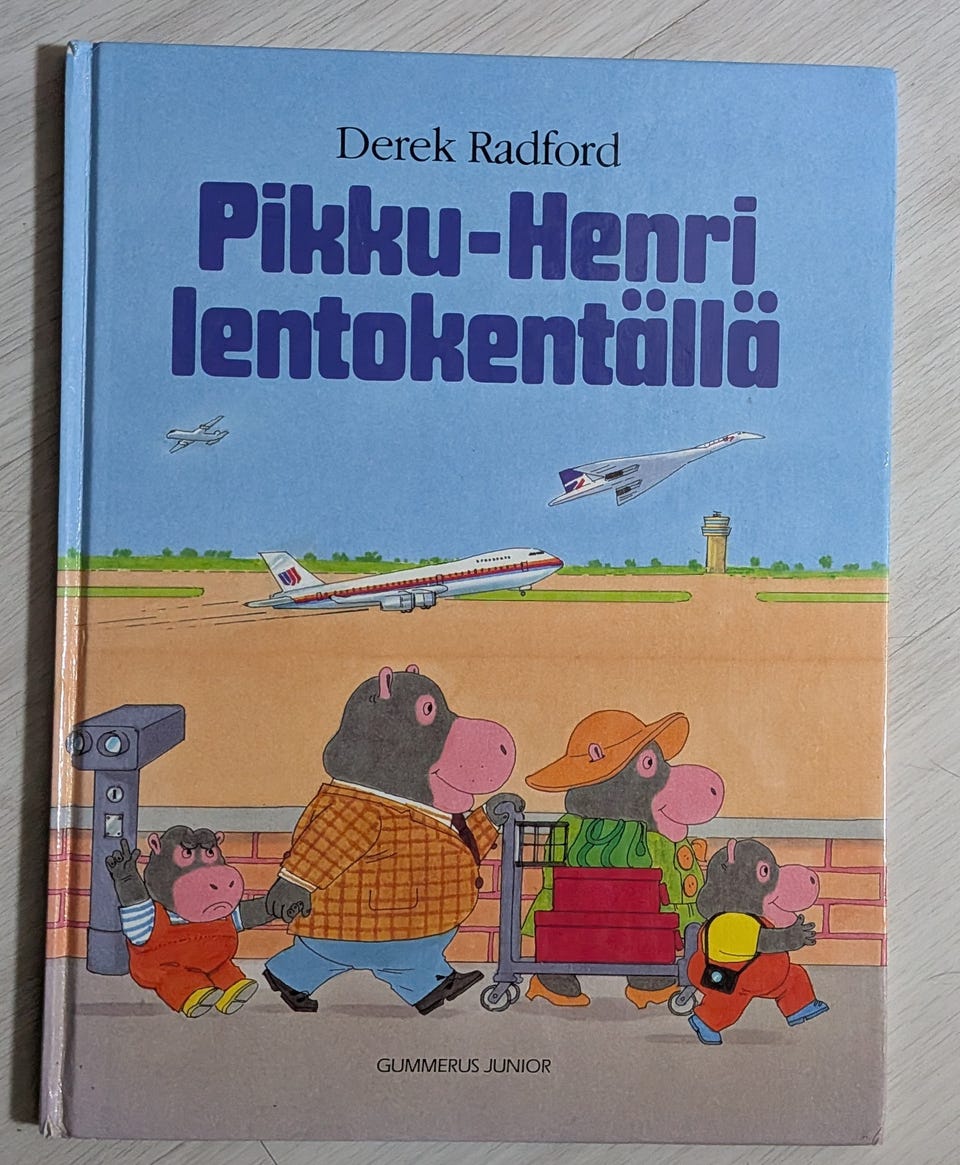 Derek Radford
Pikku-Henri
lentokentällä
GUMMERUS JUNIOR